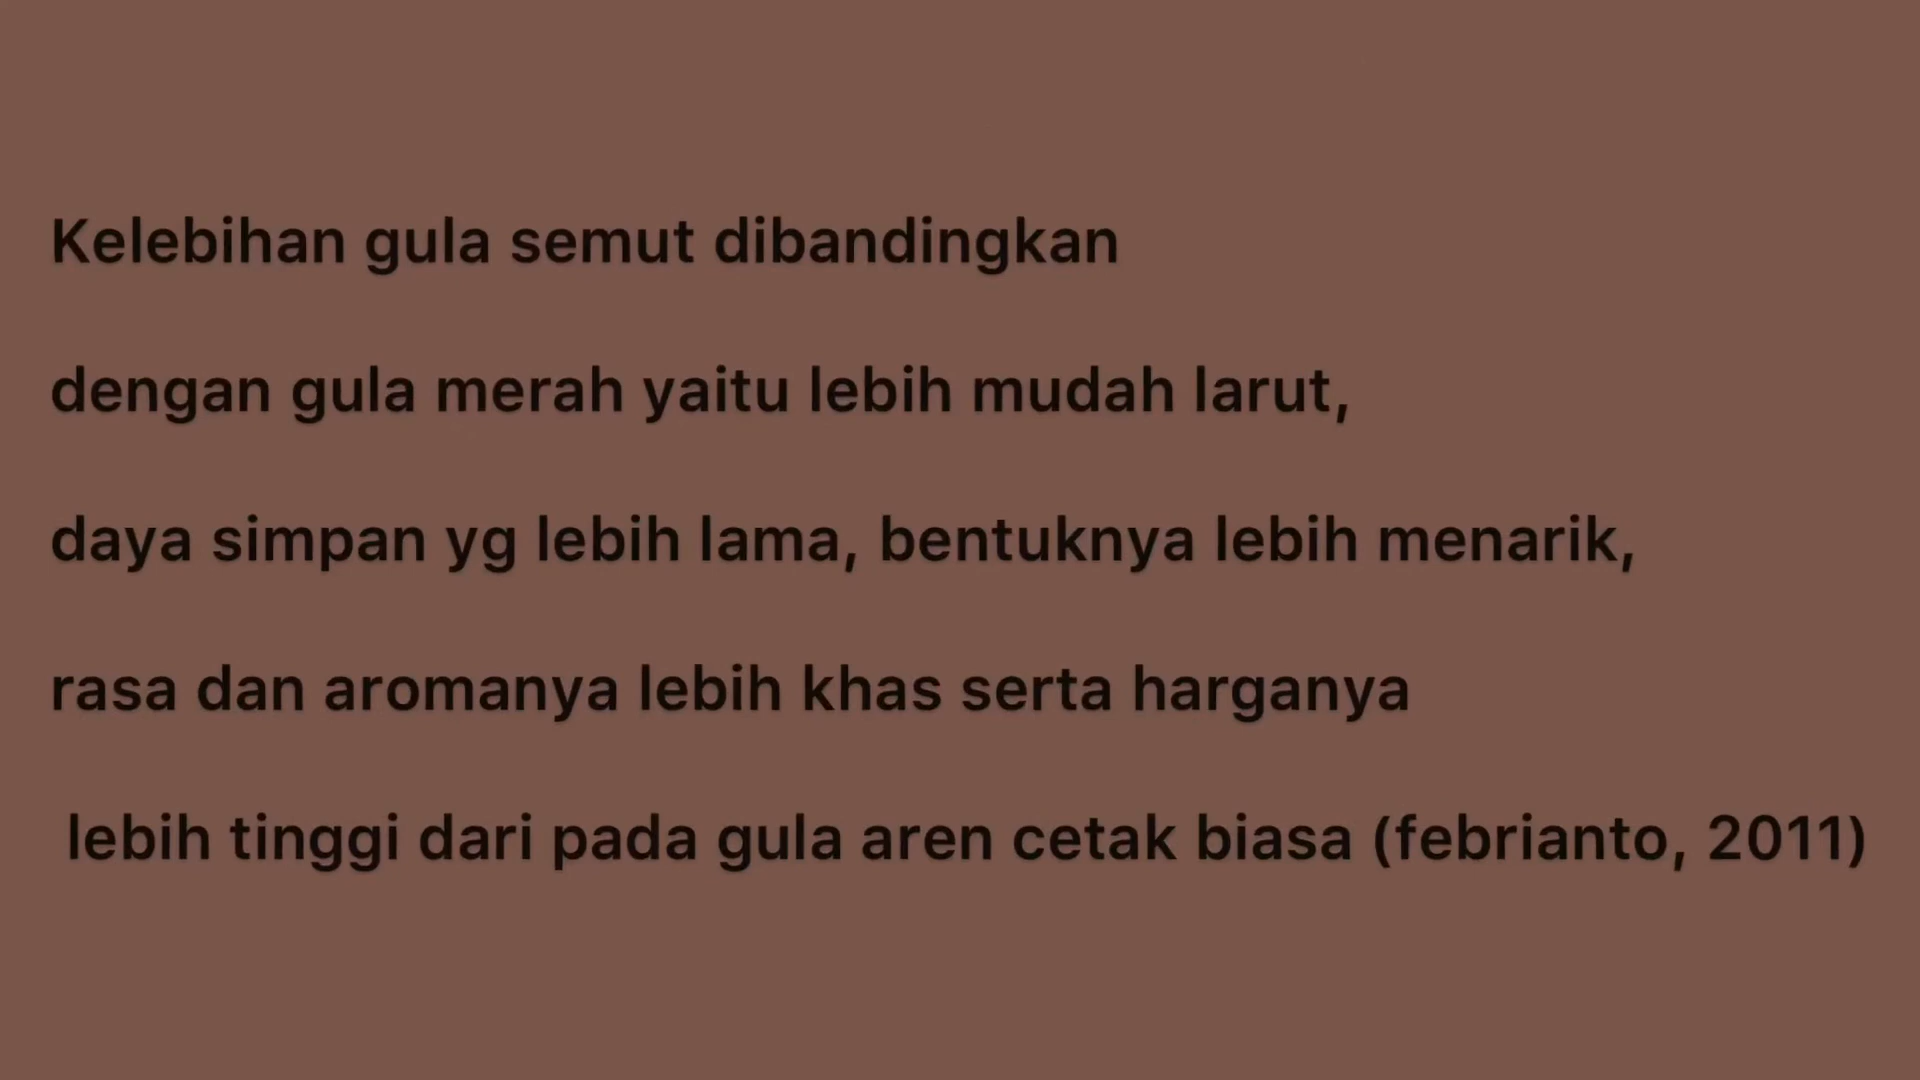 Kelebihan gula semut dibandingkan
dengan gula merah yaitu lebih mudah larut,
daya simpan yg lebih lama, bentuknya lebih menarik,
rasa dan aromanya lebih khas serta harganya
lebih tinggi dari pada gula aren cetak biasa (febrianto, 2011)